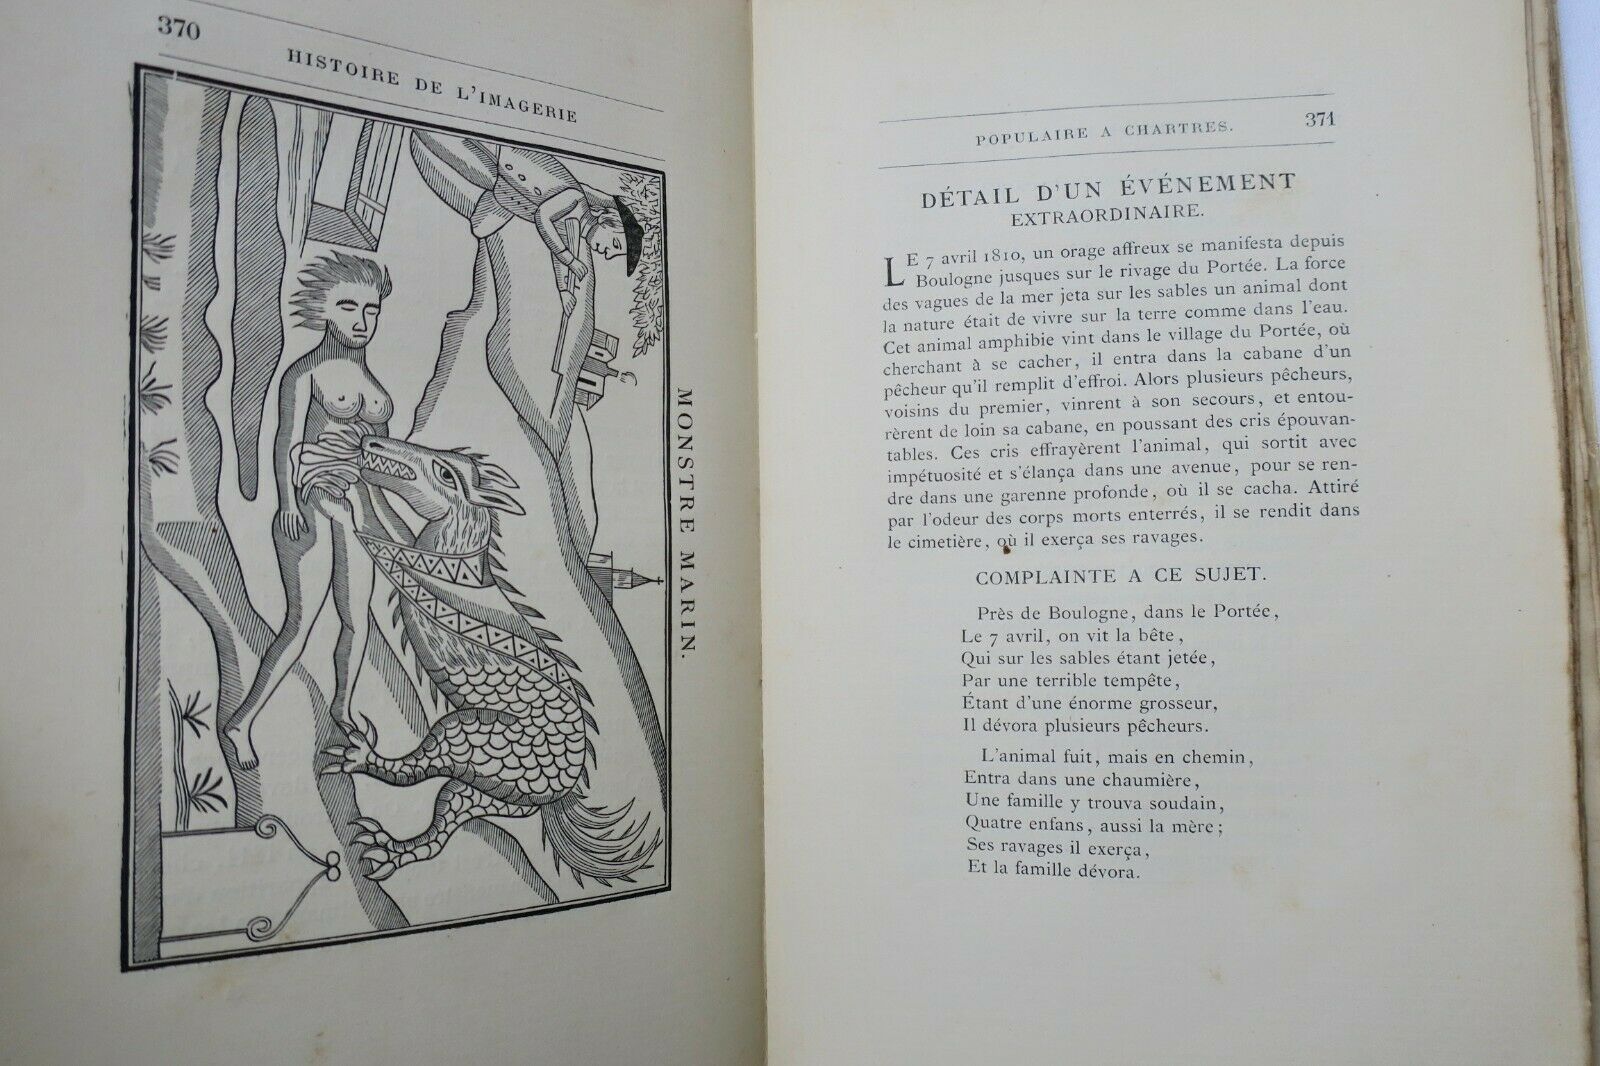 370
HISTOIRE DE L'IMAGERIE
MONSTRE MARIN.
POPULAIRE A CHARTRES.
371
DÉTAIL D'UN ÉVÉNEMENT
EXTRAORDINAIRE.
LE 7 avril 1810, un orage affreux se manifesta depuis
Boulogne jusques sur le rivage du Portée. La force
des vagues de la mer jeta sur les sables un animal dont
la nature était de vivre sur la terre comme dans l'eau.
Cet animal amphibie vint dans le village du Portée, où
cherchant à se cacher, il entra dans la cabane d'un
pêcheur qu'il remplit d'effroi. Alors plusieurs pêcheurs,
voisins du premier, vinrent à son secours, et entou-
rèrent de loin sa cabane, en poussant des cris épouvan-
tables. Ces cris effrayèrent l'animal, qui sortit avec
impétuosité et s'élança dans une avenue, pour se ren-
dre dans une garenne profonde, où il se cacha. Attiré
par l'odeur des corps morts enterrés, il se rendit dans
le cimetière, où il exerça ses ravages.
COMPLAINTE A CE SUJET.
Près de Boulogne, dans le Portée,
Le 7 avril, on vit la bête,
Qui sur les sables étant jetée,
Par une terrible tempête,
Étant d'une énorme grosseur,
Il dévora plusieurs pêcheurs.
L'animal fuit, mais en chemin,
Entra dans une chaumière,
Une famille y trouva soudain,
Quatre enfans, aussi la mère;
Ses ravages il exerça,
Et la famille dévora.